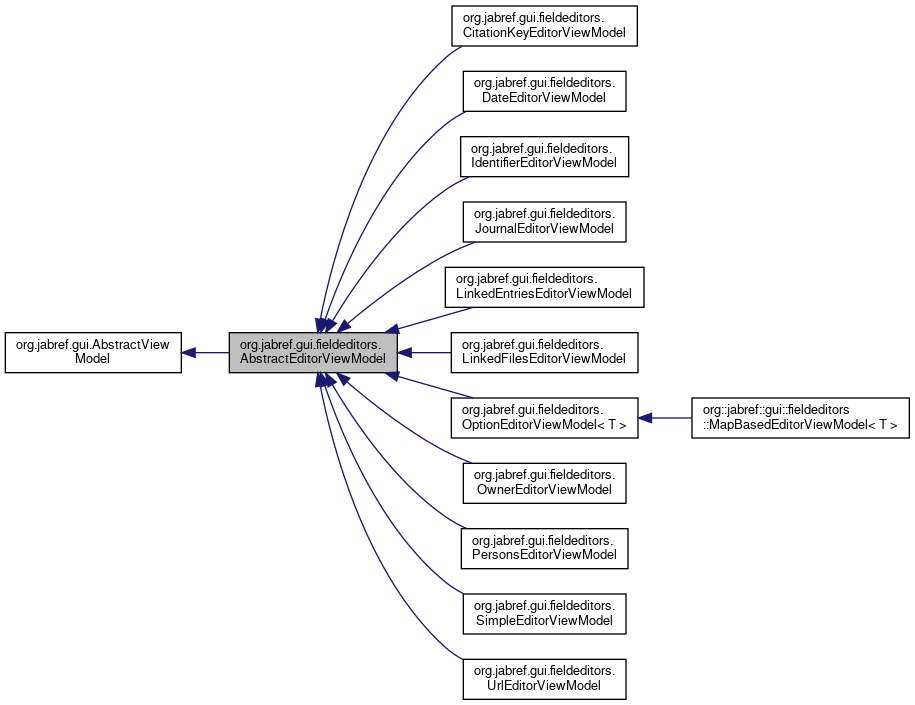 org.jabref.gui.fieldeditors.
CitationKeyEditorViewModel
org.jabref.gui.fieldeditors.
DateEditorViewModel
org.jabref.gui.fieldeditors.
IdentifierEditorViewModel
org.jabref.gui.fieldeditors.
JournalEditorViewModel
org.jabref.gui.fieldeditors.
LinkedEntriesEditorViewModel
org.jabref.gui.AbstractView
Model
org.jabref.gui.fieldeditors.
AbstractEditorViewModel
org.jabref.gui.fieldeditors.
LinkedFilesEditorViewModel
org.jabref.gui.fieldeditors.
OptionEditorViewModel< T >
org::jabref::gui::fieldeditors
::MapBasedEditorViewModel< T >
org.jabref.gui.fieldeditors.
OwnerEditorViewModel
org.jabref.gui.fieldeditors.
PersonsEditorViewModel
org.jabref.gui.fieldeditors.
SimpleEditorViewModel
org.jabref.gui.fieldeditors.
UrlEditorViewModel